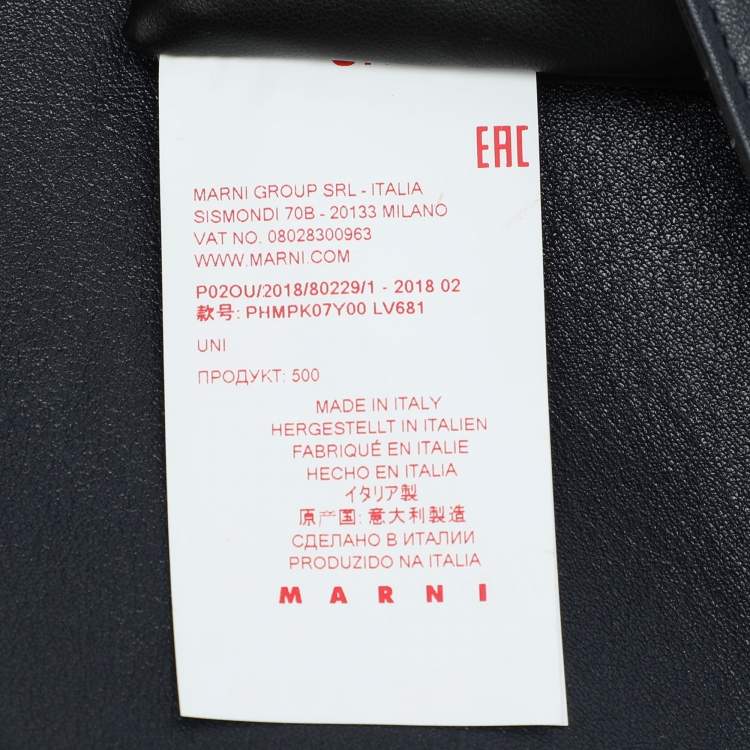 EAC
MARNI GROUP SRL - ITALIA
SISMONDI 70B - 20133 MILANO
VAT NO. 08028300963
WWW.MARNI.COM
P02OU/2018/80229/1 - 2018 02
款号: PHMPK07Y00 LV681
UNI
ПРОДУКТ: 500
MADE IN ITALY
HERGESTELLT IN ITALIEN
FABRIQUÉ EN ITALIE
HECHO EN ITALIA
イタリア製
原产国: 意大利製造
СДЕЛАНО В ИТАЛИИ
PRODUZIDO NA ITALIA
MARNI